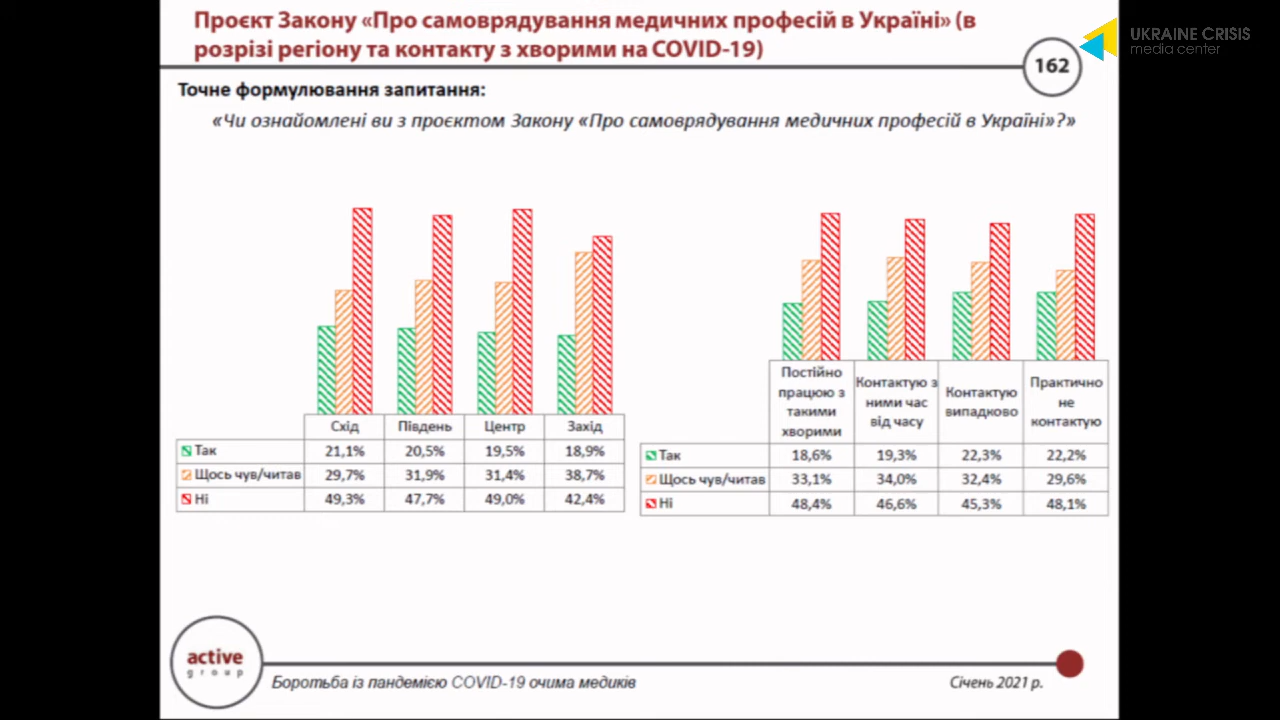 Проєкт Закону «Про самоврядування медичних професій в Україні» (в
розрізі регіону та контакту з хворими на COVID-19)
162
UKRAINE CRISIS
media center
Точне формулювання запитання:
«Чи ознайомлені ви з проєктом Закону «Про самоврядування медичних професій в Україні»?»
Схід Південь Центр Захід
Так 21,1% 20,5% 19,5% 18,9%
Щось чув/читав 29,7% 31,9% 31,4% 38,7%
Ні 49,3% 47,7% 49,0% 42,4%
Постійно
працюю з
такими
хворими
Контактую з
ними час
від часу
Контактую
випадково
Практично
не
контактую
Так 18,6% 19,3% 22,3% 22,2%
Щось чув/читав 33,1% 34,0% 32,4% 29,6%
Ні 48,4% 46,6% 45,3% 48,1%
active
group
Боротьба із пандемією COVID-19 очима медиків
Січень 2021 р.